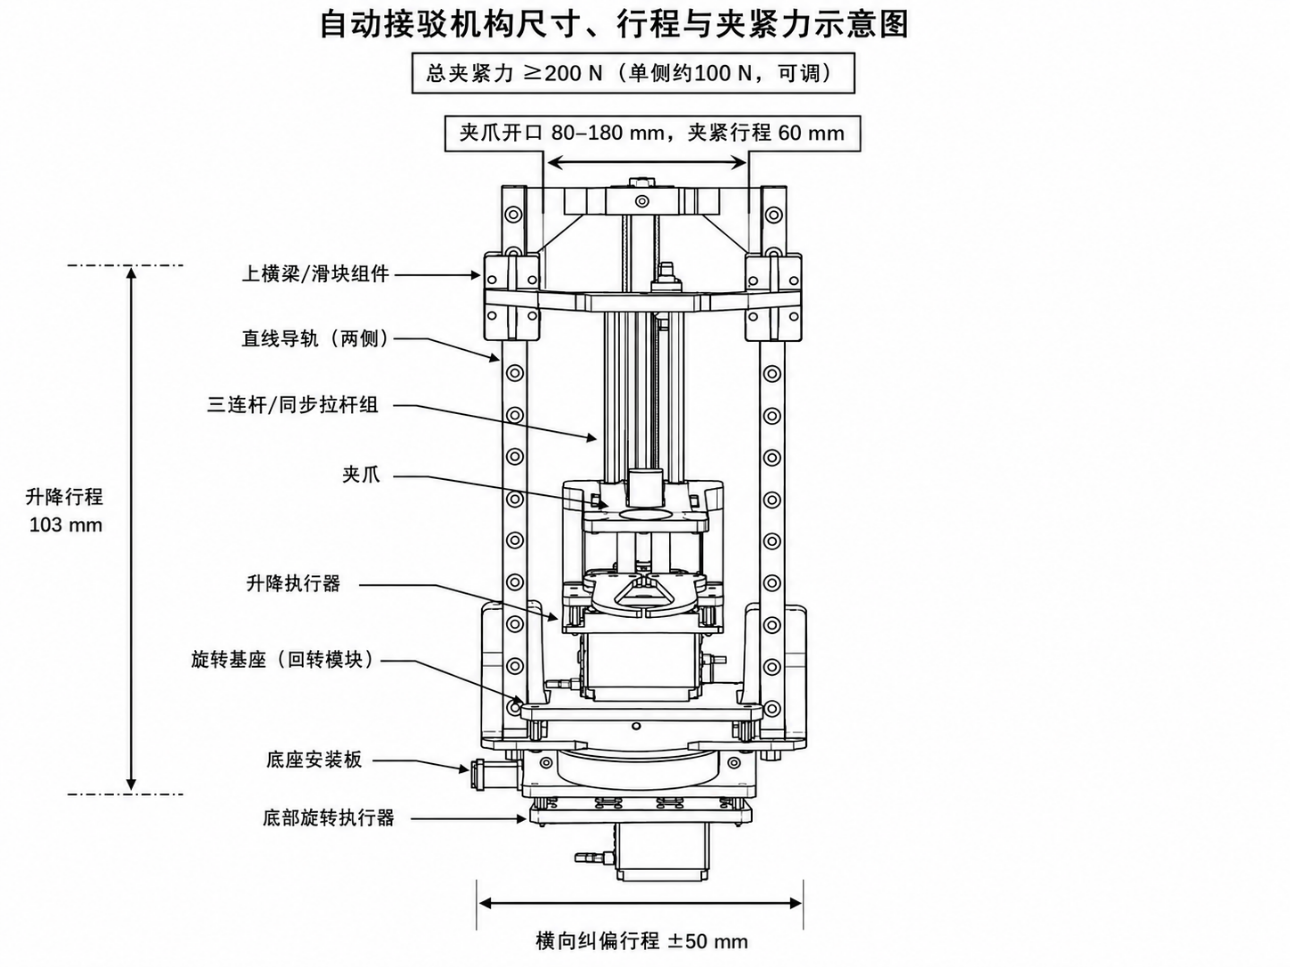 自动接驳机构尺寸、行程与夹紧力示意图
总夹紧力 ≥200 N（单侧约100 N，可调）
夹爪开口 80–180 mm，夹紧行程 60 mm
上横梁/滑块组件
直线导轨（两侧）
三连杆/同步拉杆组
夹爪
升降行程
103 mm
升降执行器
旋转基座（回转模块）
底座安装板
底部旋转执行器
横向纠偏行程 ±50 mm